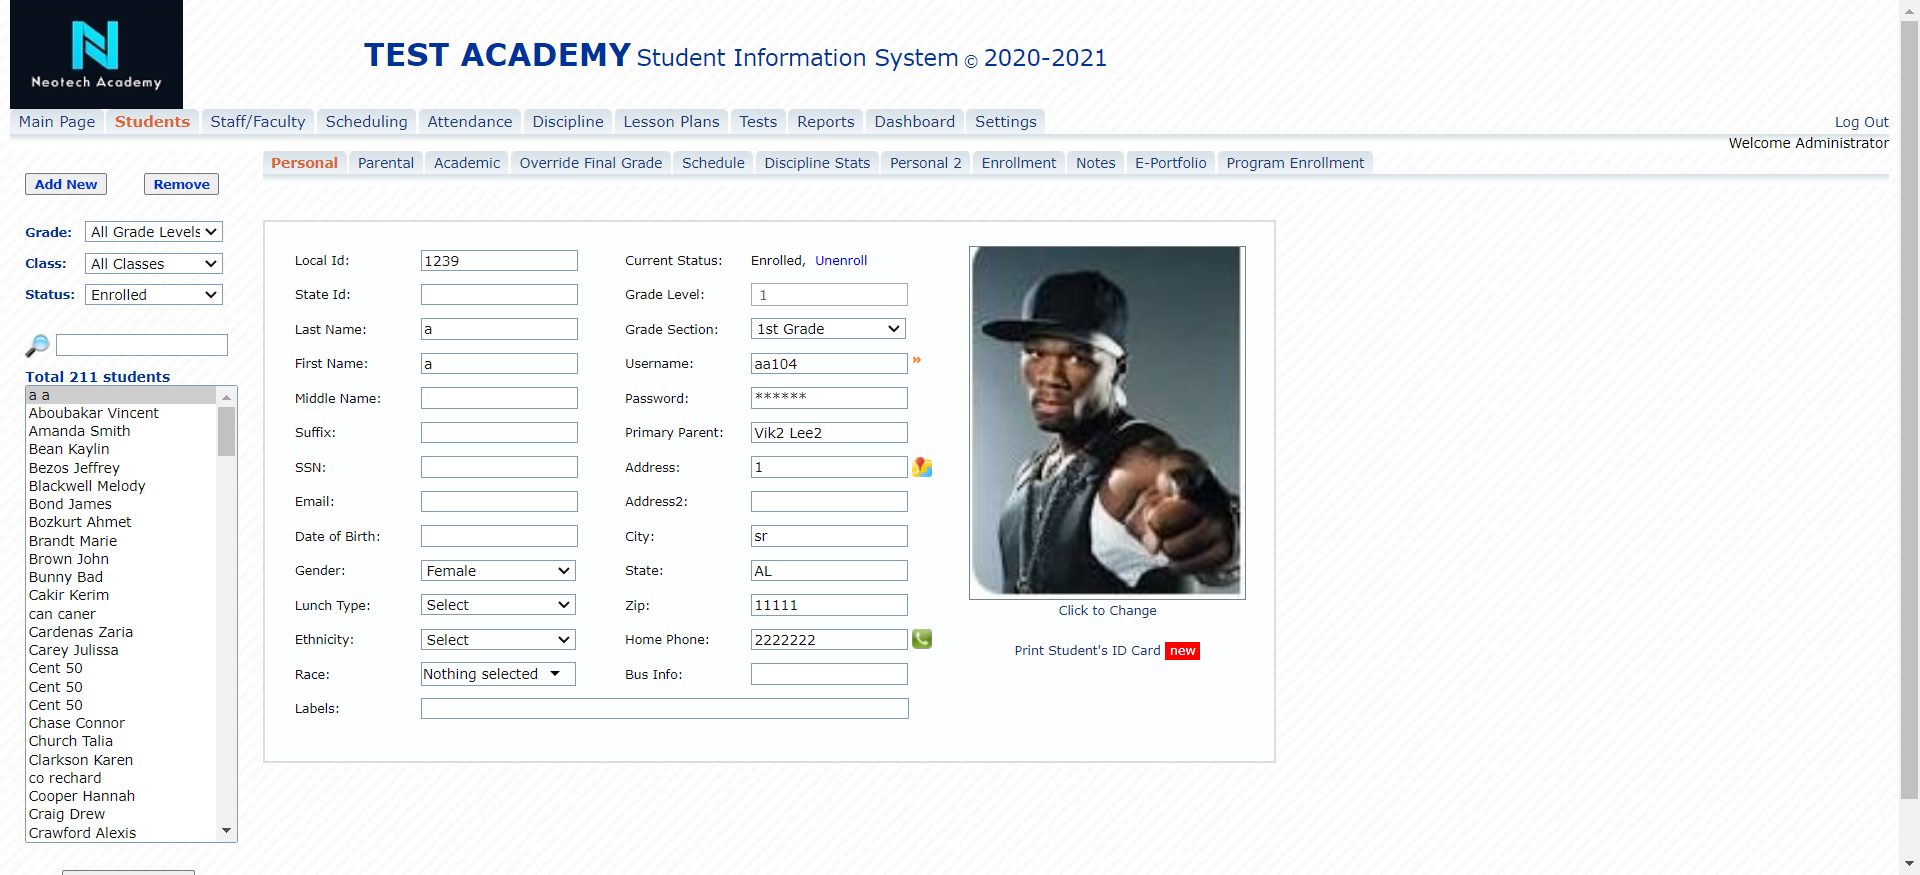 Neotech Academy
TEST ACADEMY Student Information System © 2020-2021
Main Page Students Staff/Faculty Scheduling Attendance Discipline Lesson Plans Tests Reports Dashboard Settings Log Out
Welcome Administrator
Personal Parental Academic Override Final Grade Schedule Discipline Stats Personal 2 Enrollment Notes E-Portfolio Program Enrollment
Add New Remove
Grade: All Grade Levels
Class: All Classes
Status: Enrolled
Total 211 students
a a
Aboubakar Vincent
Amanda Smith
Bean Kaylin
Bezos Jeffrey
Blackwell Melody
Bond James
Bozkurt Ahmet
Brandt Marie
Brown John
Bunny Bad
Cakir Kerim
can caner
Cardenas Zaria
Carey Julissa
Cent 50
Cent 50
Cent 50
Chase Connor
Church Talia
Clarkson Karen
co rechard
Cooper Hannah
Craig Drew
Crawford Alexis
Local Id: 1239
State Id:
Last Name: a
First Name: a
Middle Name:
Suffix:
SSN:
Email:
Date of Birth:
Gender: Female
Lunch Type: Select
Ethnicity: Select
Race: Nothing selected
Labels:
Current Status: Enrolled, Unenroll
Grade Level: 1
Grade Section: 1st Grade
Username: aa104 »
Password: ******
Primary Parent: Vik2 Lee2
Address: 1
Address2:
City: sr
State: AL
Zip: 11111
Home Phone: 2222222
Bus Info:
Click to Change
Print Student's ID Card new